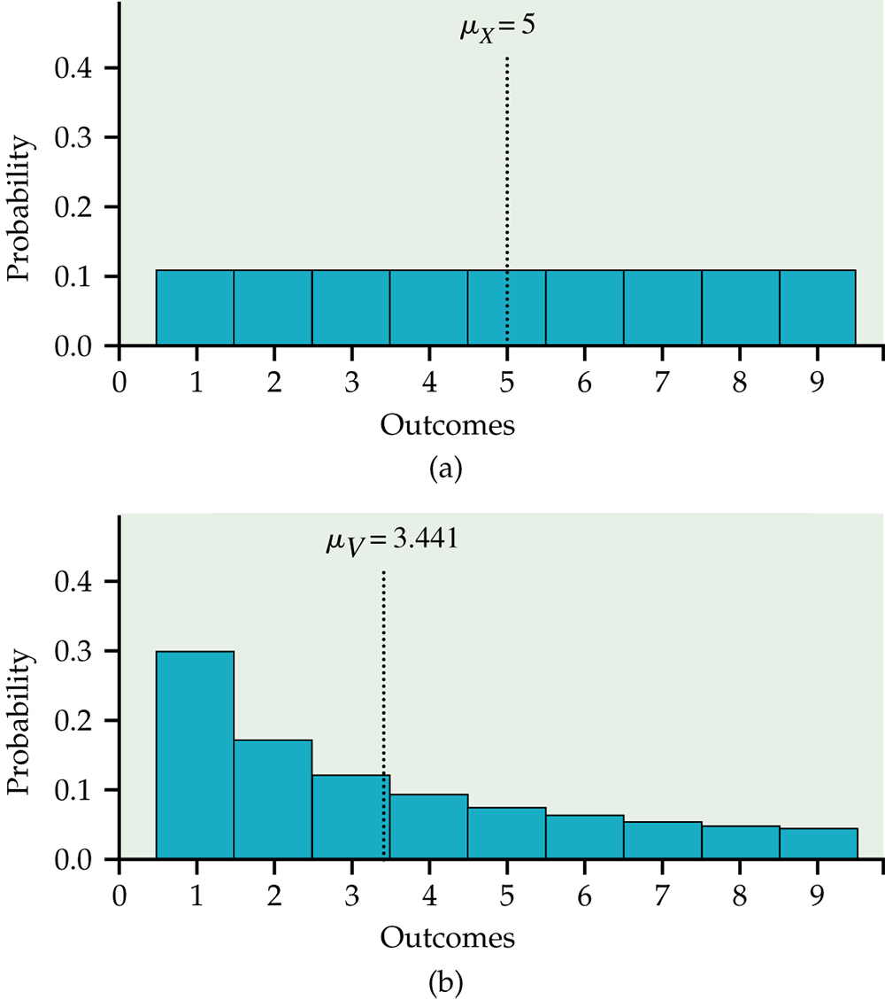 μX = 5
0.4
0.3
0.2
0.1
0.0
Probability
0 1 2 3 4 5 6 7 8 9
Outcomes
(a)
μV = 3.441
0.4
0.3
0.2
0.1
0.0
Probability
0 1 2 3 4 5 6 7 8 9
Outcomes
(b)